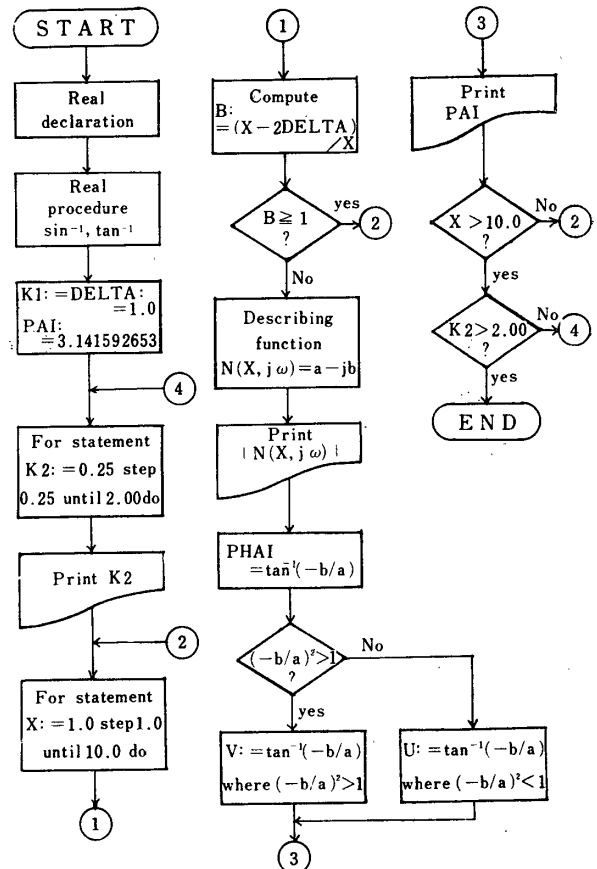 START
Real
declaration
Real
procedure
sin⁻¹, tan⁻¹
K1:=DELTA:
=1.0
PAI:
=3.141592653
4
For statement
K2:=0.25 step
0.25 until 2.00do
Print K2
2
For statement
X:=1.0 step1.0
until 10.0 do
1
1
Compute
B:
=(X−2DELTA)
/X
B≧1
?
yes
2
No
Describing
function
N(X, jω)=a−jb
Print
|N(X, jω)|
PHAI
=tan⁻¹(−b/a)
(−b/a)²>1
?
No
yes
V:=tan⁻¹(−b/a)
where (−b/a)²>1
U:=tan⁻¹(−b/a)
where (−b/a)²<1
3
3
Print
PAI
X>10.0
?
No
2
yes
K2>2.00
?
No
4
yes
END